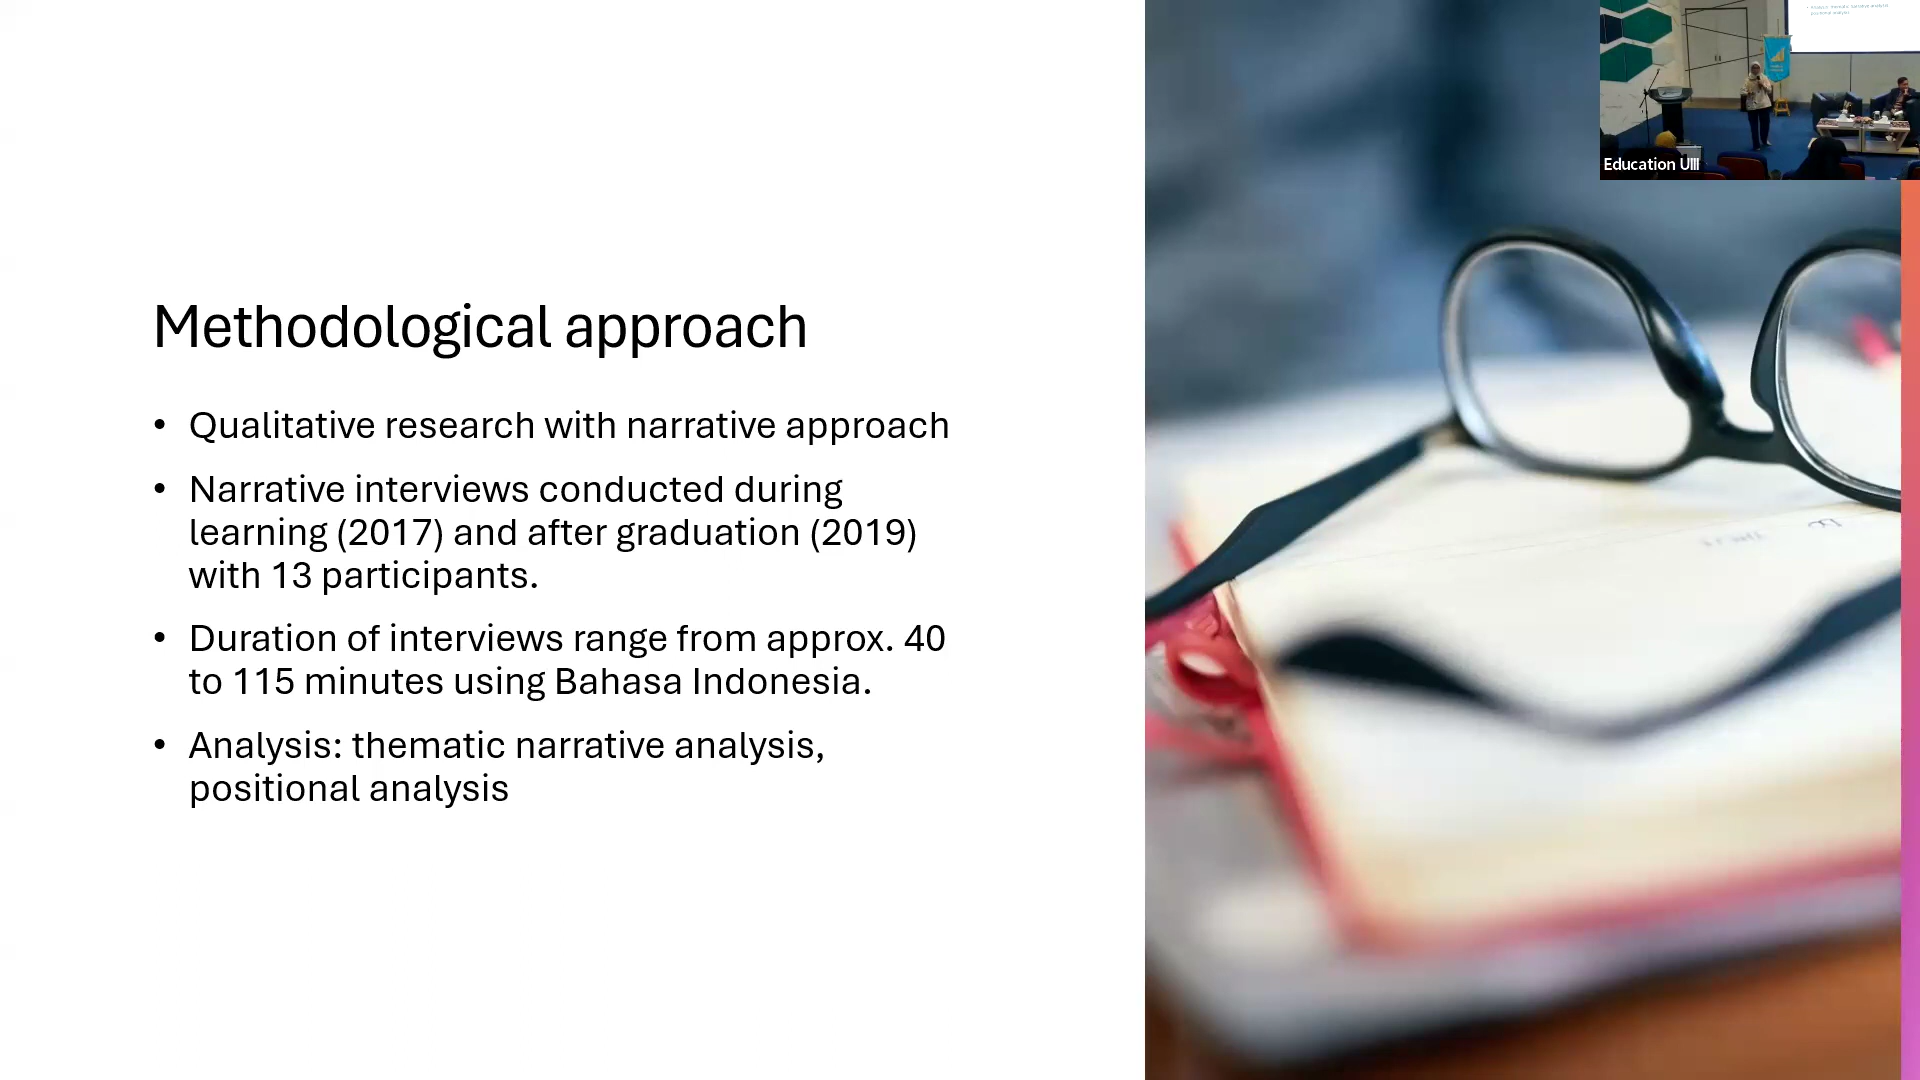 Methodological approach
• Qualitative research with narrative approach
• Narrative interviews conducted during
learning (2017) and after graduation (2019)
with 13 participants.
• Duration of interviews range from approx. 40
to 115 minutes using Bahasa Indonesia.
• Analysis: thematic narrative analysis,
positional analysis
Education UIII